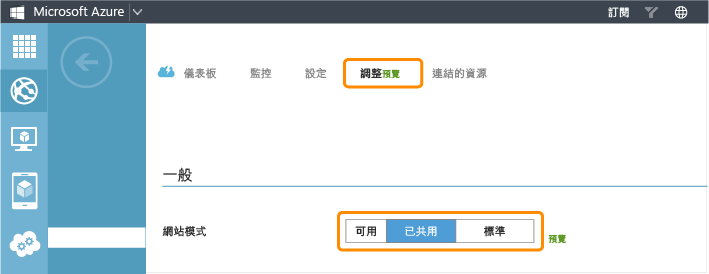 Microsoft Azure 訂閱
儀表板 監控 設定 調整預覽 連結的資源
一般
網站模式 可用 已共用 標準 預覽